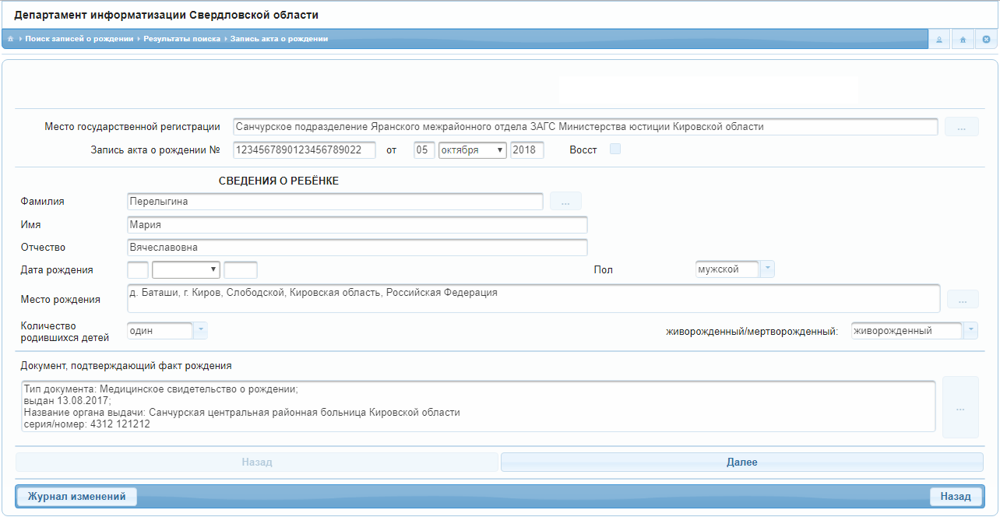 Департамент информатизации Свердловской области
Поиск записей о рождении Результаты поиска Запись акта о рождении
Место государственной регистрации Санчурское подразделение Яранского межрайонного отдела ЗАГС Министерства юстиции Кировской области ...
Запись акта о рождении № 1234567890123456789022 от 05 октября 2018 Восст
СВЕДЕНИЯ О РЕБЁНКЕ
Фамилия Перелыгина ...
Имя Мария
Отчество Вячеславовна
Дата рождения Пол мужской
Место рождения д. Баташи, г. Киров, Слободской, Кировская область, Российская Федерация ...
Количество
родившихся детей один живорожденный/мертворожденный: живорожденный
Документ, подтверждающий факт рождения
Тип документа: Медицинское свидетельство о рождении;
выдан 13.08.2017;
Название органа выдачи: Санчурская центральная районная больница Кировской области
серия/номер: 4312 121212
...
Назад Далее
Журнал изменений Назад